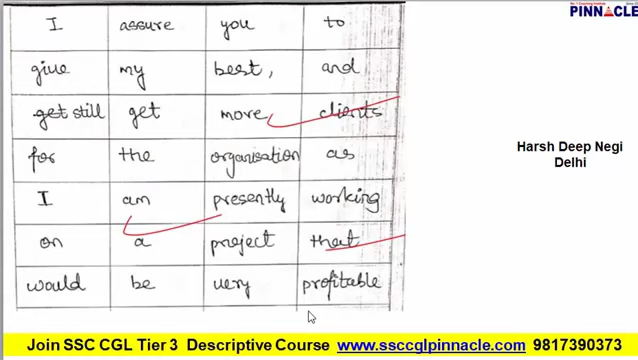 PINNACLE
I assure you to
give my best, and
get still get more clients
for the organisation as
I am presently working
on a project that
would be very profitable
Harsh Deep Negi
Delhi
Join SSC CGL Tier 3 Descriptive Course www.ssccglpinnacle.com 9817390373